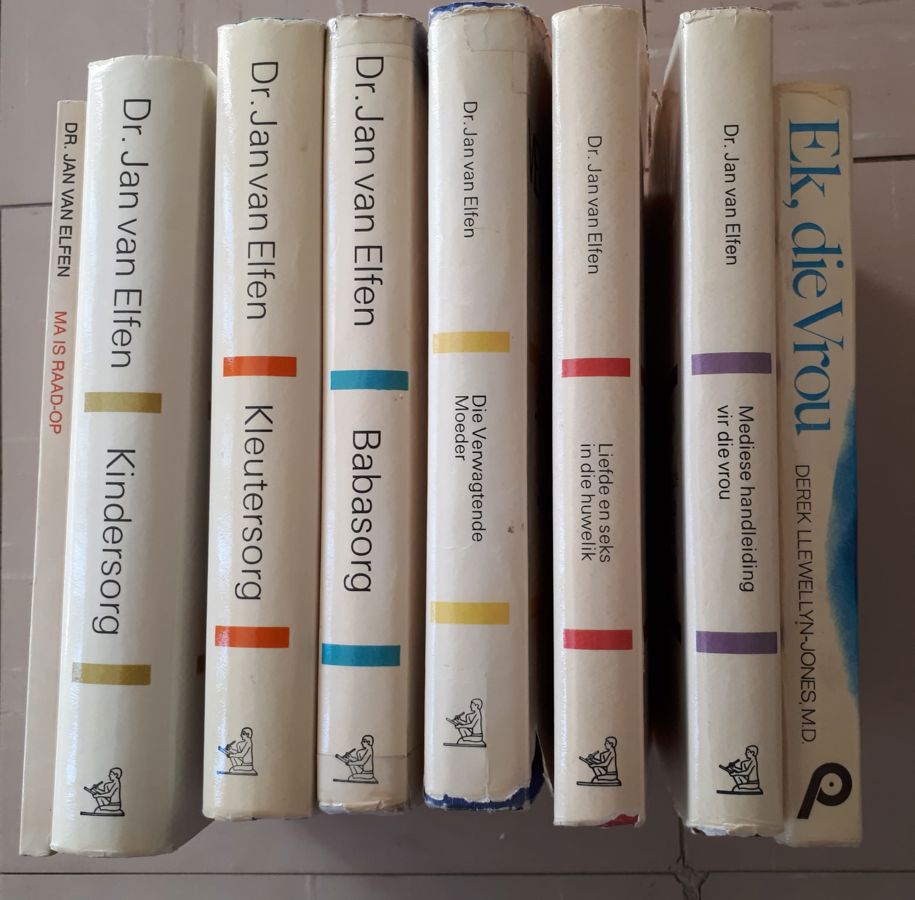 DR. JAN VAN ELFEN MA IS RAAD-OP
Dr. Jan van Elfen Kindersorg
Dr. Jan van Elfen Kleutersorg
Dr. Jan van Elfen Babasorg
Dr. Jan van Elfen
Die Verwagtende
Moeder
Dr. Jan van Elfen
Liefde en seks
in die huwelik
Dr. Jan van Elfen
Mediese handleiding
vir die vrou
Ek, die Vrou DEREK LLEWELLYN-JONES, M.D.